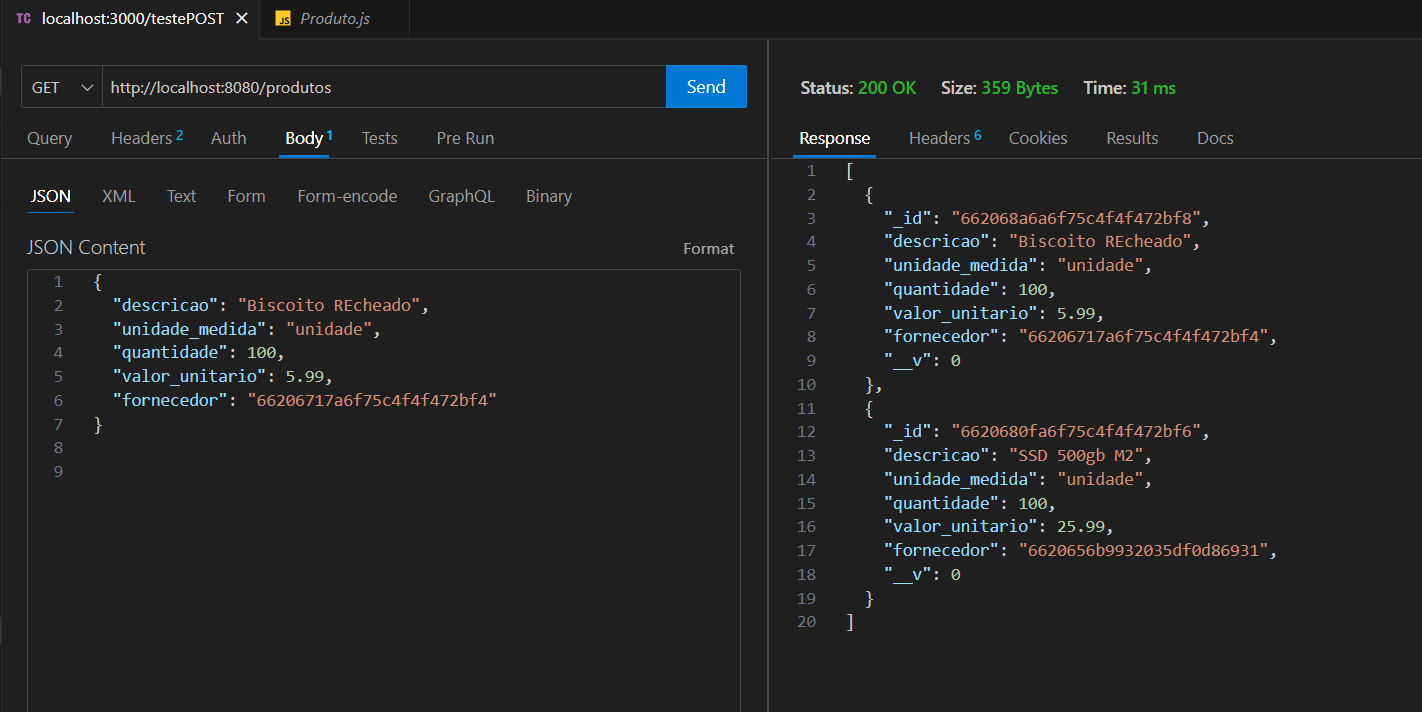 TC localhost:3000/testePOST ✕ JS Produto.js
GET http://localhost:8080/produtos Send
Query Headers 2 Auth Body 1 Tests Pre Run
JSON XML Text Form Form-encode GraphQL Binary
JSON Content Format
1 {
2 "descricao": "Biscoito REcheado",
3 "unidade_medida": "unidade",
4 "quantidade": 100,
5 "valor_unitario": 5.99,
6 "fornecedor": "66206717a6f75c4f4f472bf4"
7 }
8
9
Status: 200 OK Size: 359 Bytes Time: 31 ms
Response Headers 6 Cookies Results Docs
1 [
2 {
3 "_id": "662068a6a6f75c4f4f472bf8",
4 "descricao": "Biscoito REcheado",
5 "unidade_medida": "unidade",
6 "quantidade": 100,
7 "valor_unitario": 5.99,
8 "fornecedor": "66206717a6f75c4f4f472bf4",
9 "__v": 0
10 },
11 {
12 "_id": "6620680fa6f75c4f4f472bf6",
13 "descricao": "SSD 500gb M2",
14 "unidade_medida": "unidade",
15 "quantidade": 100,
16 "valor_unitario": 25.99,
17 "fornecedor": "6620656b9932035df0d86931",
18 "__v": 0
19 }
20 ]